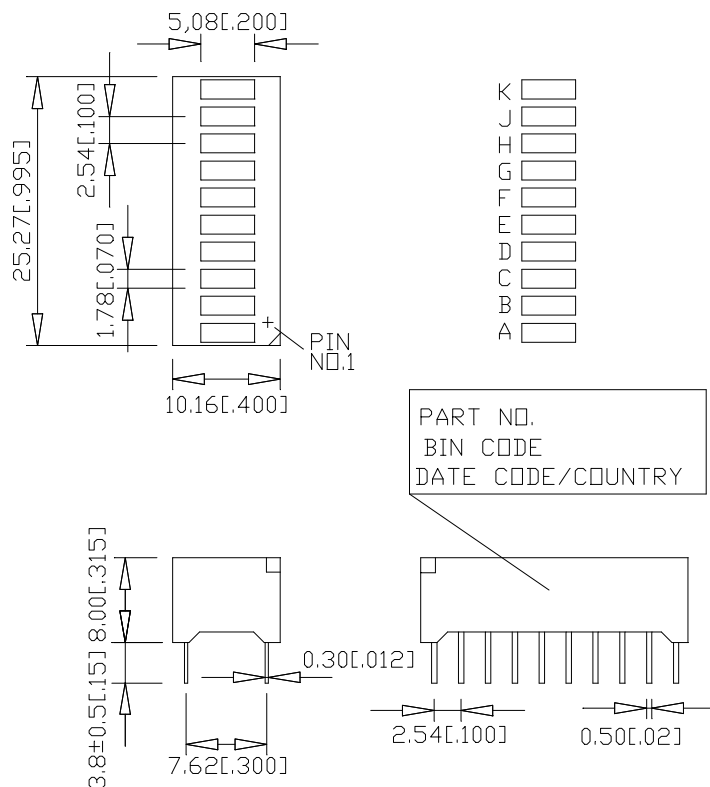 5,08[.200]
25.27[.995]
2.54[.100]
1.78[.070]
PIN
NO.1
10.16[.400]
K
J
H
G
F
E
D
C
B
A
PART NO.
BIN CODE
DATE CODE/COUNTRY
8.00[.315]
3.8±0.5[.15]
0.30[.012]
7.62[.300]
2.54[.100]
0.50[.02]